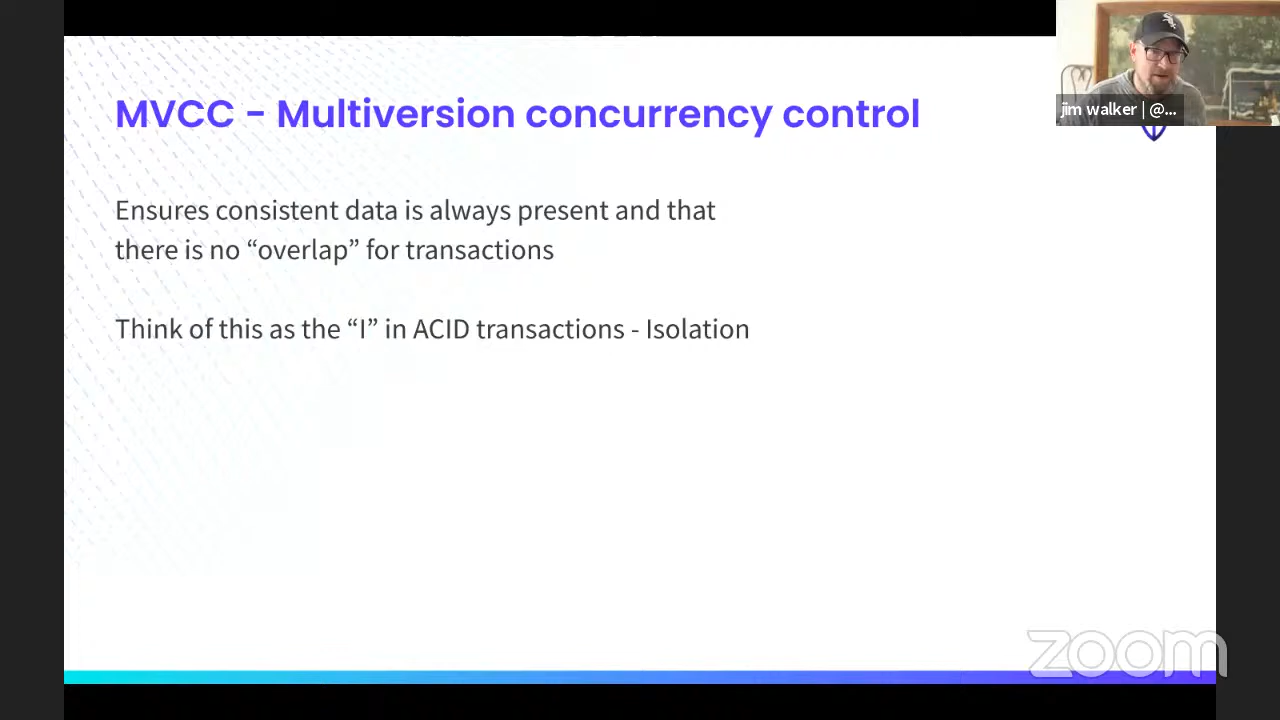 MVCC - Multiversion concurrency control
jim walker | @...
Ensures consistent data is always present and that
there is no “overlap” for transactions
Think of this as the “I” in ACID transactions - Isolation
zoom